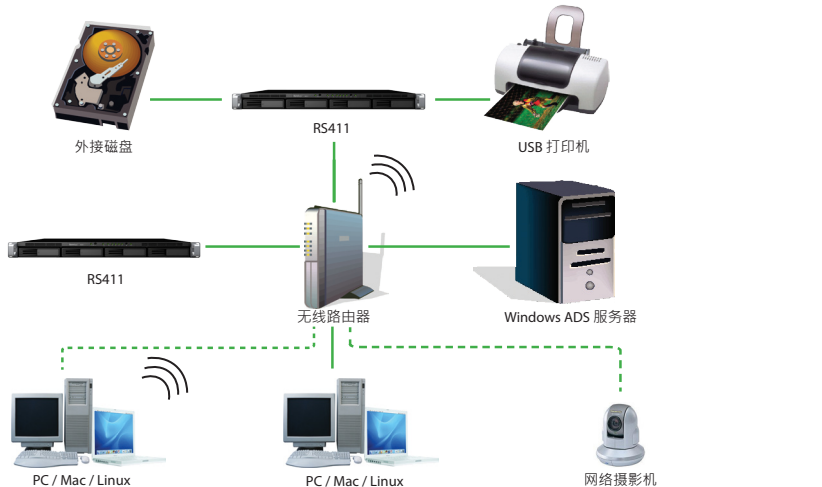 RS411
外接磁盘
USB 打印机
RS411
无线路由器
Windows ADS 服务器
PC / Mac / Linux
PC / Mac / Linux
网络摄影机